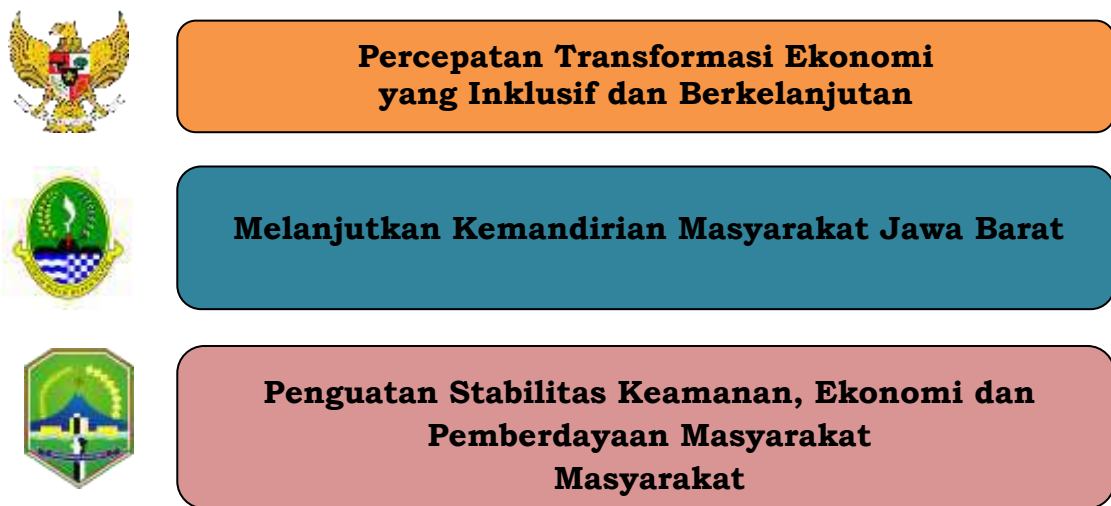 Percepatan Transformasi Ekonomi
yang Inklusif dan Berkelanjutan
Melanjutkan Kemandirian Masyarakat Jawa Barat
Penguatan Stabilitas Keamanan, Ekonomi dan
Pemberdayaan Masyarakat
Masyarakat